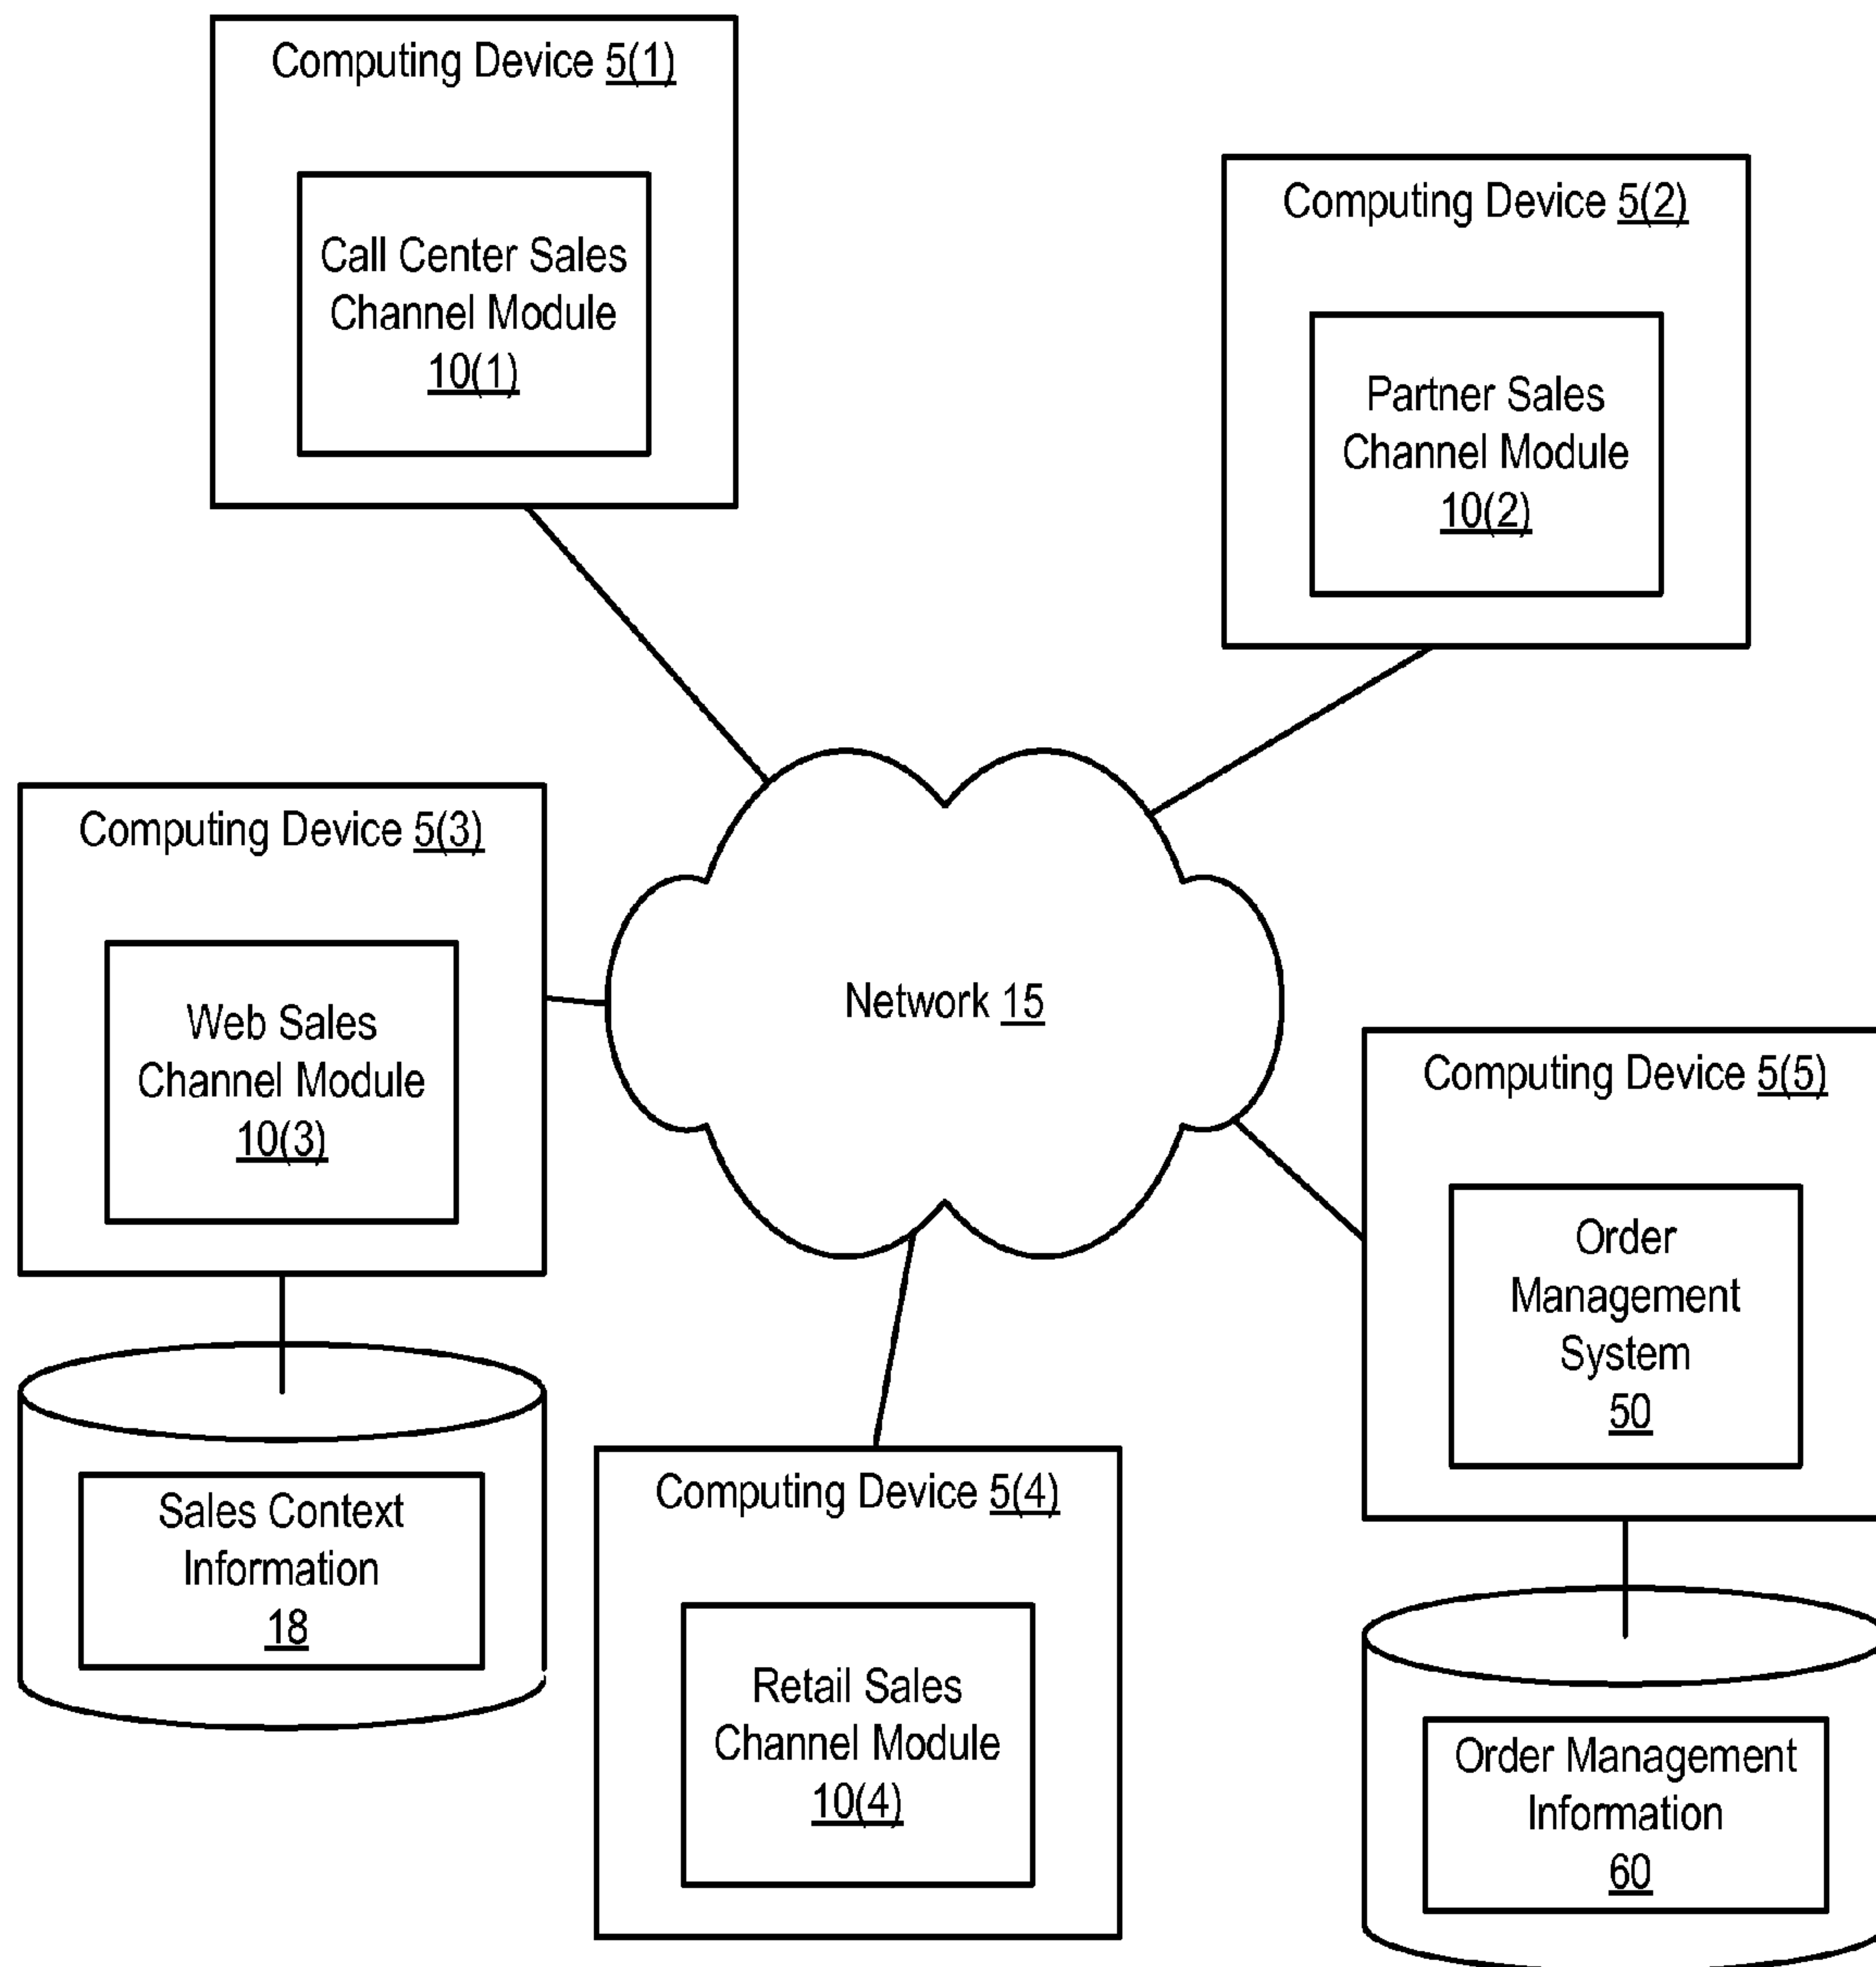 Computing Device 5(1)
Call Center Sales
Channel Module
10(1)
Computing Device 5(2)
Partner Sales
Channel Module
10(2)
Computing Device 5(3)
Web Sales
Channel Module
10(3)
Network 15
Computing Device 5(5)
Order
Management
System
50
Sales Context
Information
18
Computing Device 5(4)
Retail Sales
Channel Module
10(4)
Order Management
Information
60